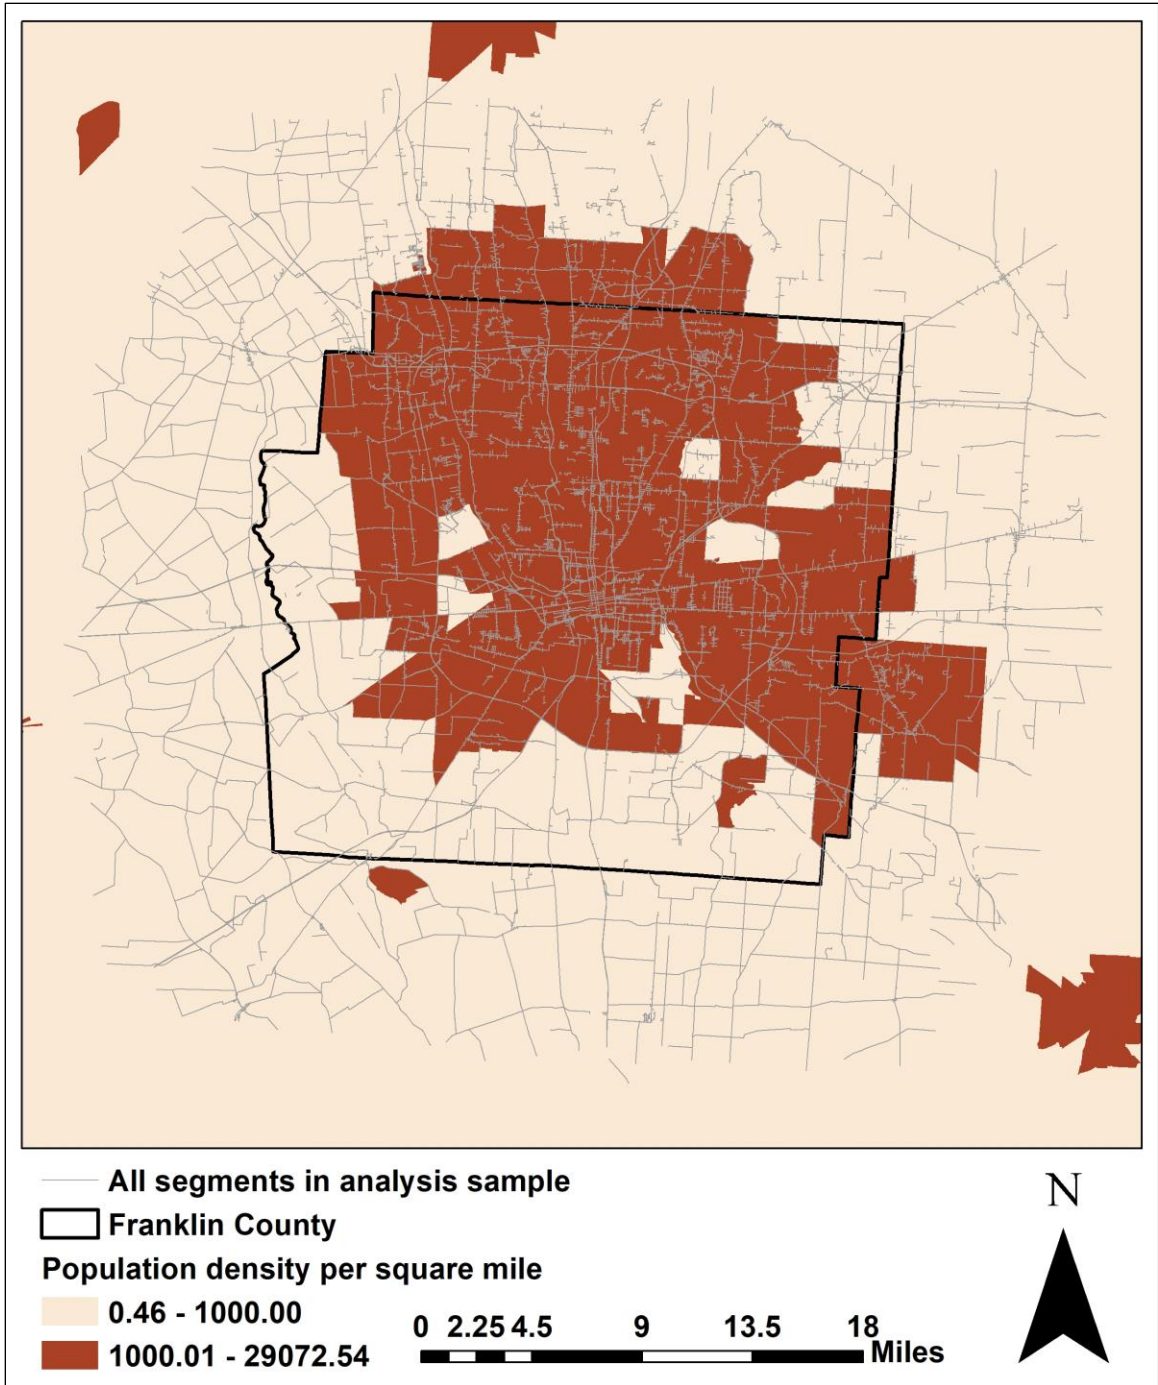 All segments in analysis sample
N
Franklin County
Population density per square mile
0.46 - 1000.00
0 2.25 4.5 9 13.5 18
1000.01 - 29072.54
Miles